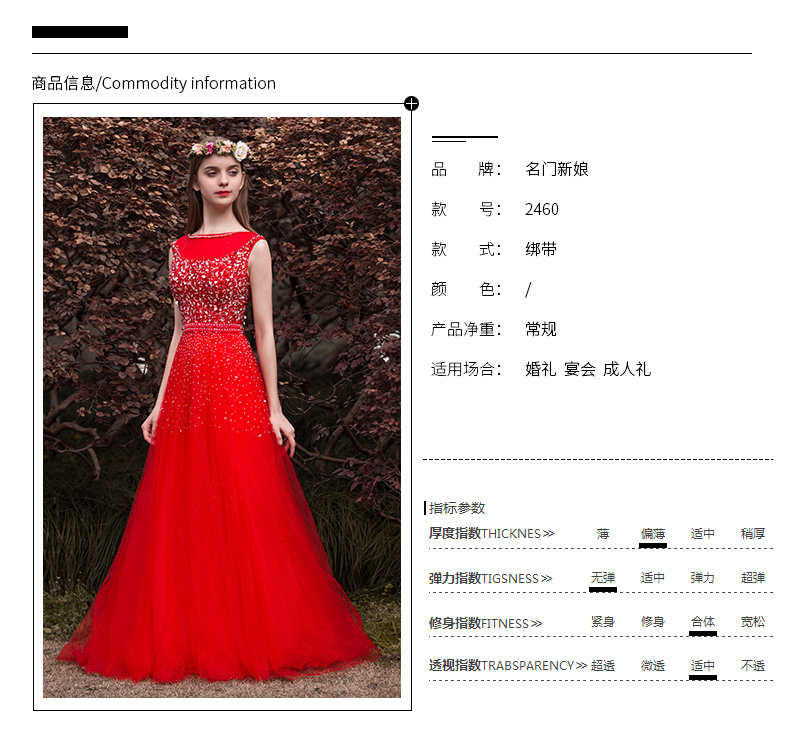 商品信息/Commodity information
品 牌： 名门新娘
款 号： 2460
款 式： 绑带
颜 色： /
产品净重： 常规
适用场合： 婚礼 宴会 成人礼
指标参数
厚度指数THICKNES≫ 薄 偏薄 适中 稍厚
弹力指数TIGSNESS≫ 无弹 适中 弹力 超弹
修身指数FITNESS≫ 紧身 修身 合体 宽松
透视指数TRABSPARENCY≫ 超透 微透 适中 不透